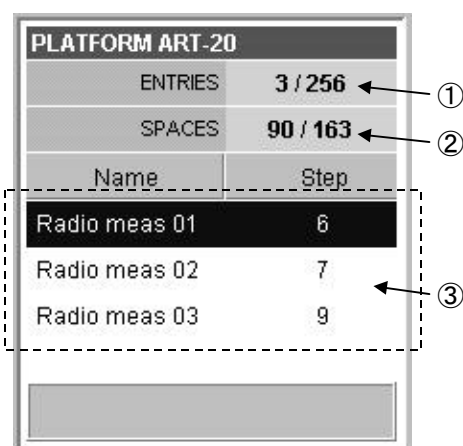 PLATFORM ART-20
ENTRIES 3 / 256 ①
SPACES 90 / 163 ②
Name Step
Radio meas 01 6
Radio meas 02 7
Radio meas 03 9
③